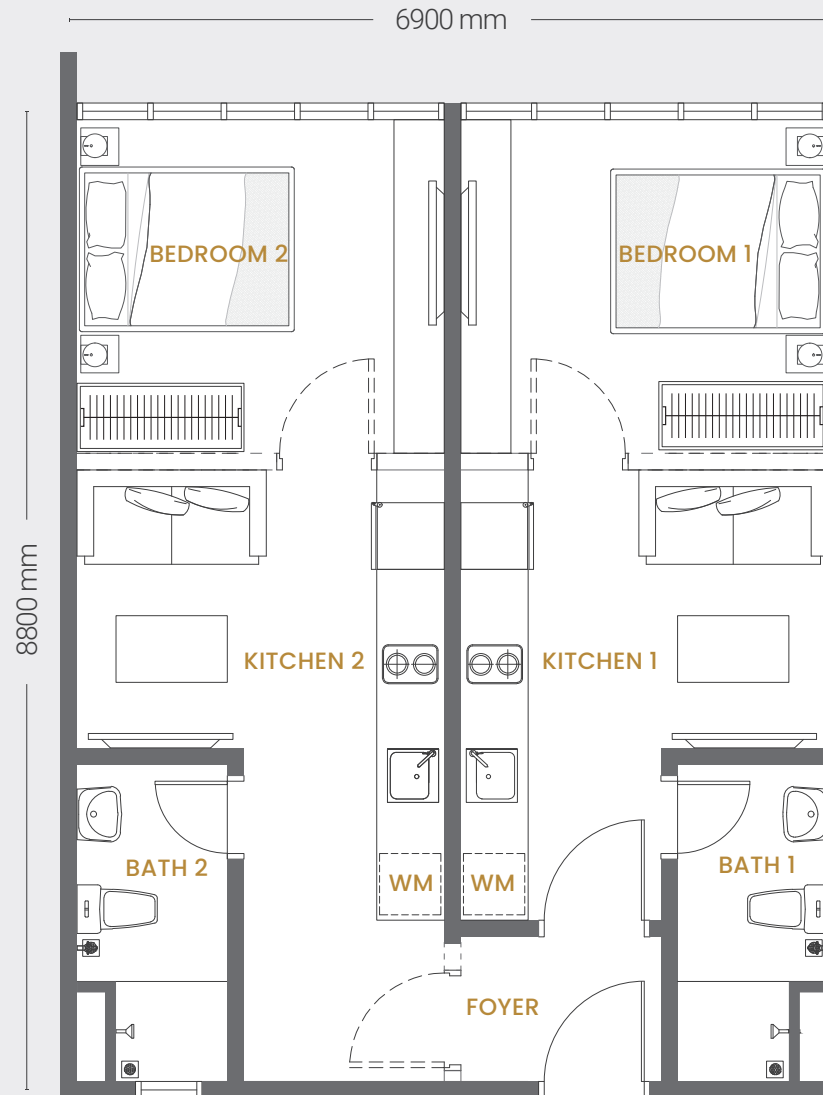 6900 mm
8800 mm
BEDROOM 2
BEDROOM 1
KITCHEN 2
KITCHEN 1
BATH 2
WM
WM
BATH 1
FOYER